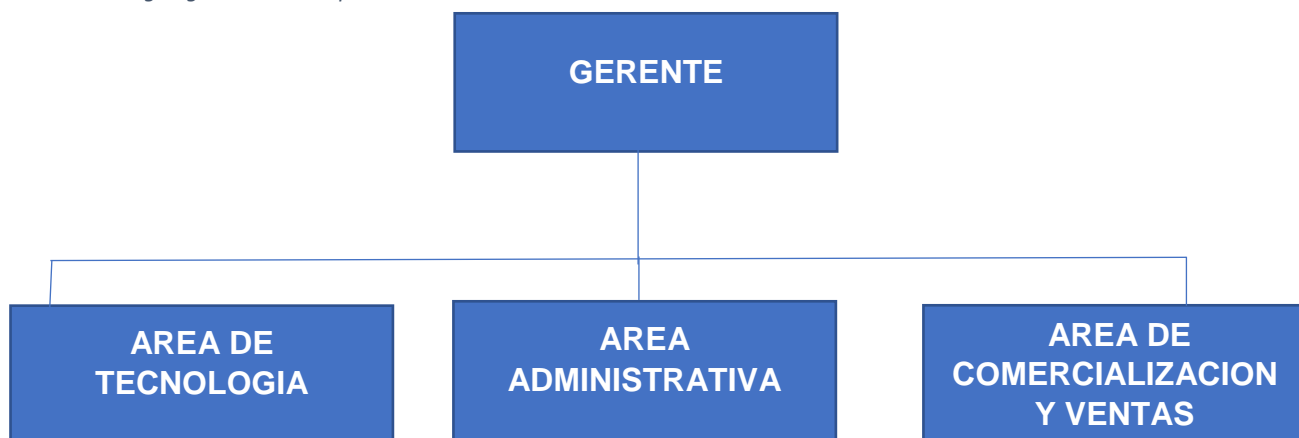 GERENTE
AREA DE
TECNOLOGIA
AREA
ADMINISTRATIVA
AREA DE
COMERCIALIZACION
Y VENTAS